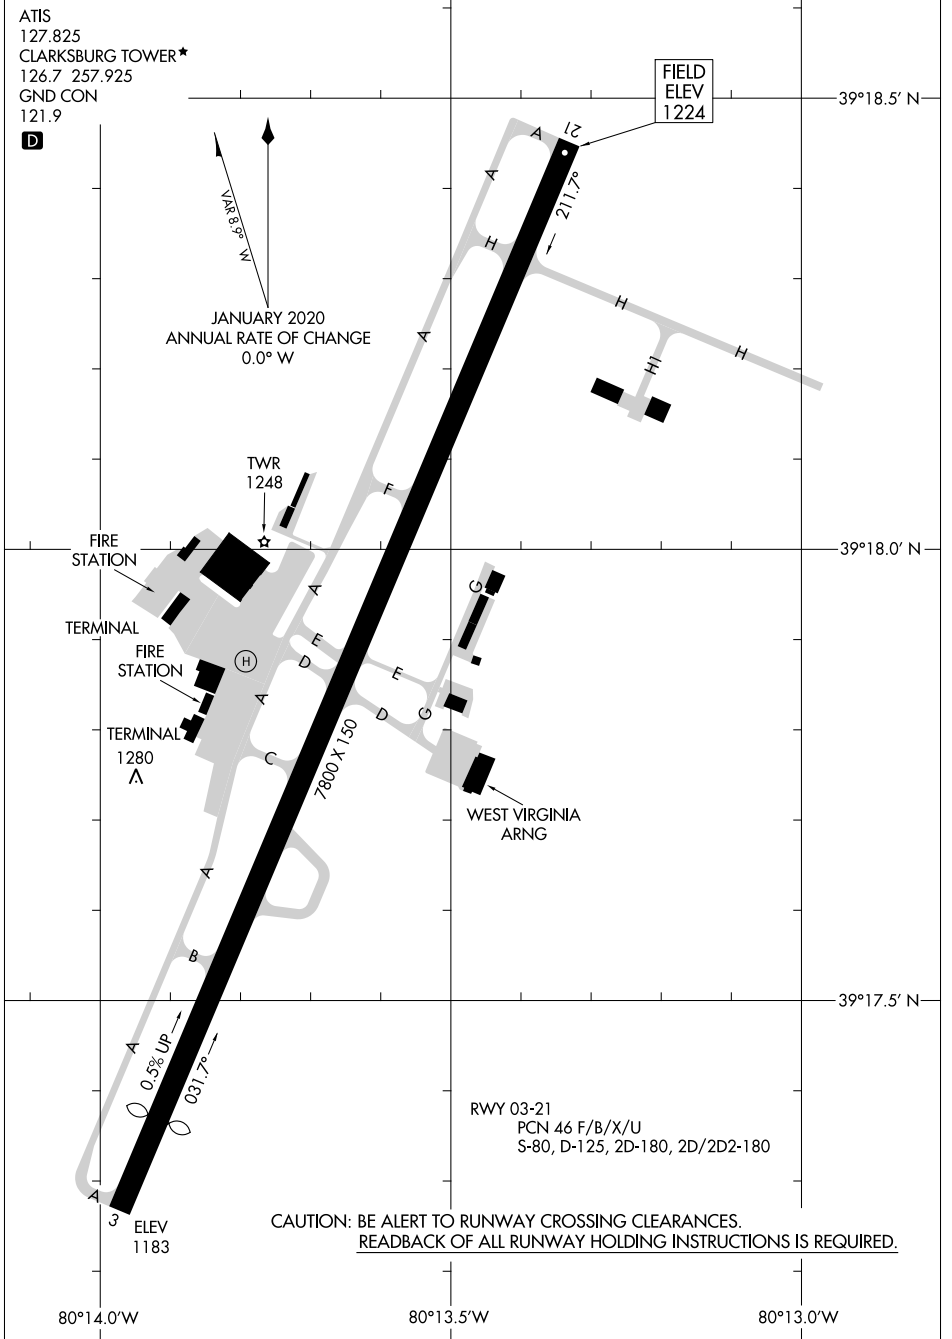 ATIS
127.825
CLARKSBURG TOWER★
126.7 257.925
GND CON
121.9
D
FIELD
ELEV
1224
39°18.5' N
A
21
A
211.7°
VAR 8.9° W
H
H
JANUARY 2020
ANNUAL RATE OF CHANGE
0.0° W
A
H
H1
TWR
1248
F
FIRE
STATION
39°18.0' N
A
G
TERMINAL
FIRE
STATION
H
E
D
E
A
D
G
TERMINAL
1280
C
7800 X 150
WEST VIRGINIA
ARNG
A
B
39°17.5' N
A
0.5% UP
031.7°
RWY 03-21
PCN 46 F/B/X/U
S-80, D-125, 2D-180, 2D/2D2-180
A
3
ELEV
1183
CAUTION: BE ALERT TO RUNWAY CROSSING CLEARANCES.
READBACK OF ALL RUNWAY HOLDING INSTRUCTIONS IS REQUIRED.
80°14.0'W
80°13.5'W
80°13.0'W